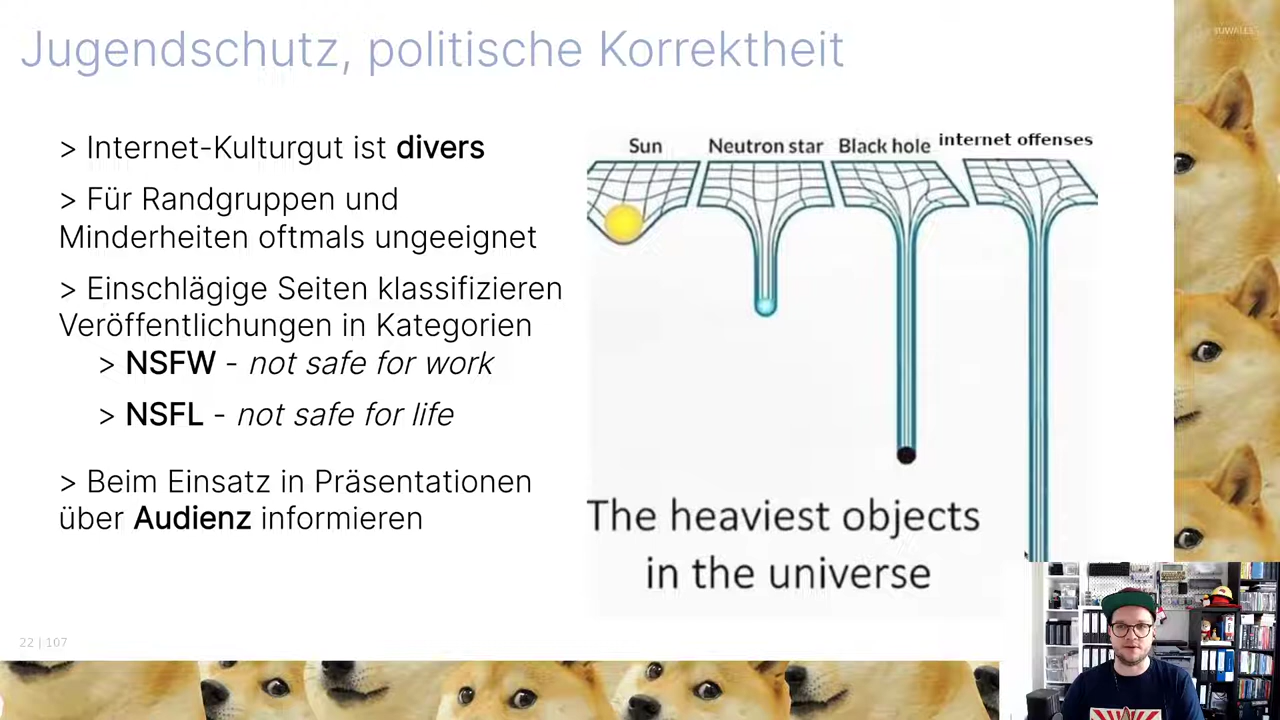 Jugendschutz, politische Korrektheit
> Internet-Kulturgut ist divers
> Für Randgruppen und
Minderheiten oftmals ungeeignet
> Einschlägige Seiten klassifizieren
Veröffentlichungen in Kategorien
> NSFW - not safe for work
> NSFL - not safe for life
> Beim Einsatz in Präsentationen
über Audienz informieren
Sun Neutron star Black hole internet offenses
The heaviest objects
in the universe
22 | 107